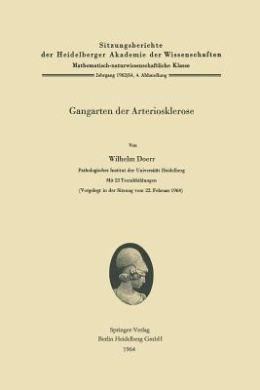 Sitzungsberichte
der Heidelberger Akademie der Wissenschaften
Mathematisch-naturwissenschaftliche Klasse
Jahrgang 1962/64, 4. Abhandlung
Gangarten der Arteriosklerose
Von
Wilhelm Doerr
Pathologisches Institut der Universität Heidelberg
Mit 23 Textabbildungen
(Vorgelegt in der Sitzung vom 22. Februar 1964)
Springer-Verlag
Berlin Heidelberg GmbH
1964